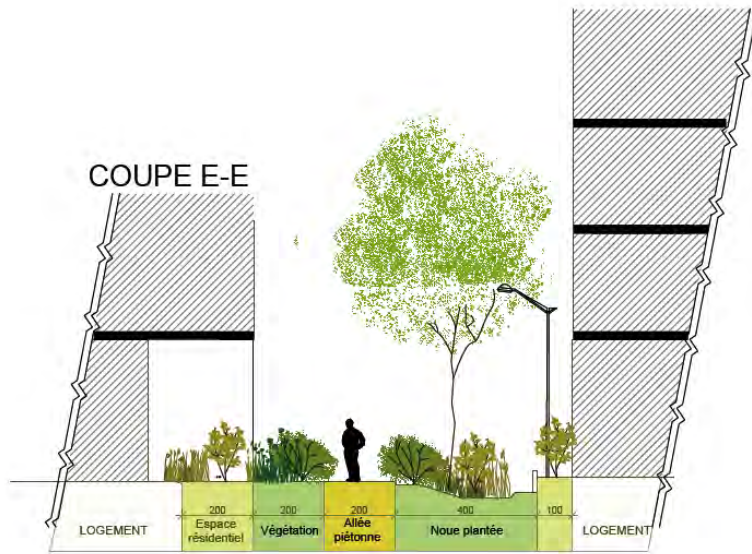 COUPE E-E
200 200 200 400 100
LOGEMENT Espace résidentiel Végétation Allée piétonne Noue plantée LOGEMENT